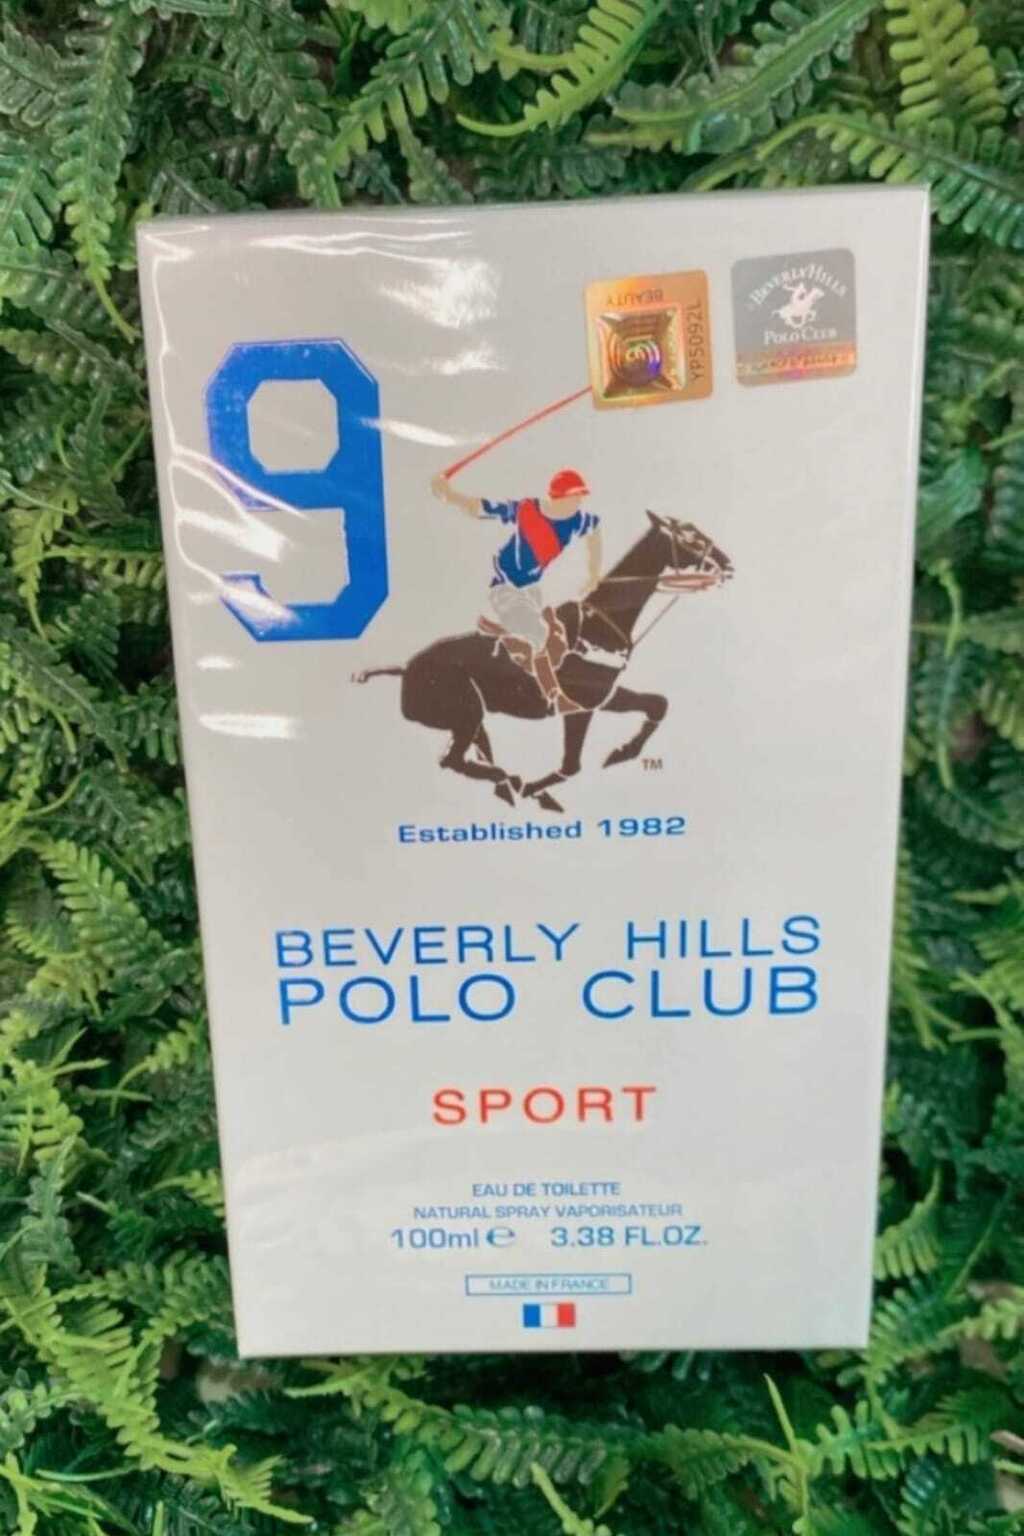 BEAUTY
YP5092L
BEVERLY HILLS
POLO CLUB
9
TM
Established 1982
BEVERLY HILLS
POLO CLUB
SPORT
EAU DE TOILETTE
NATURAL SPRAY VAPORISATEUR
100ml e 3.38 FL.OZ.
MADE IN FRANCE